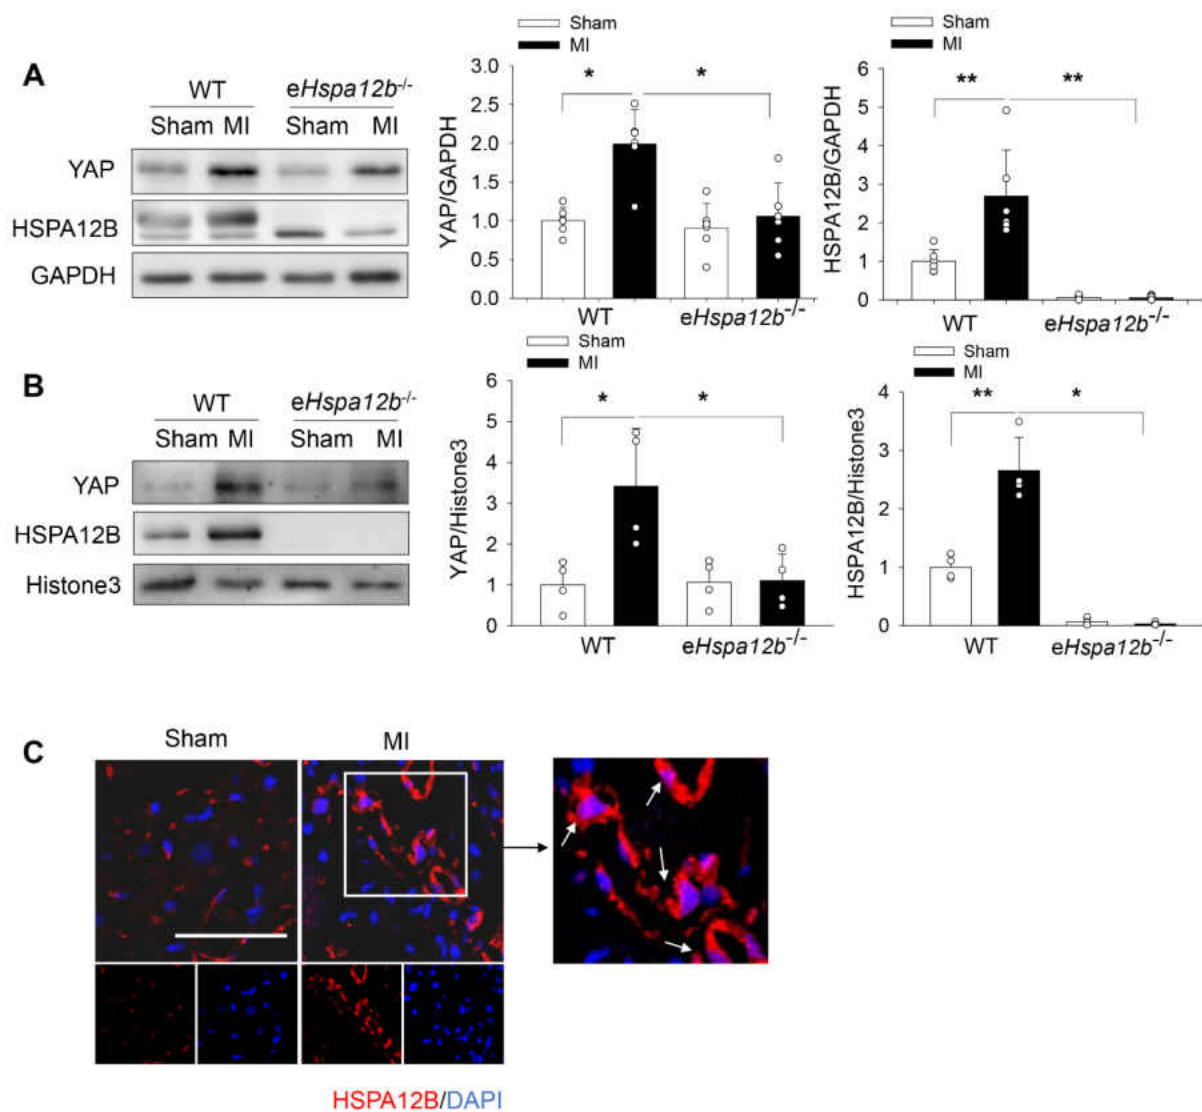 A
WT eHspa12b-/-
Sham MI Sham MI
YAP
HSPA12B
GAPDH
Sham
MI
YAP/GAPDH
3.0
2.5
2.0
1.5
1.0
0.5
0.0
* *
WT eHspa12b-/-
Sham
MI
HSPA12B/GAPDH
6
5
4
3
2
1
0
** **
WT eHspa12b-/-
B
WT eHspa12b-/-
Sham MI Sham MI
YAP
HSPA12B
Histone3
Sham
MI
YAP/Histone3
6
5
4
3
2
1
0
* *
WT eHspa12b-/-
Sham
MI
HSPA12B/Histone3
4
3
2
1
0
** *
WT eHspa12b-/-
C
Sham MI
HSPA12B/DAPI